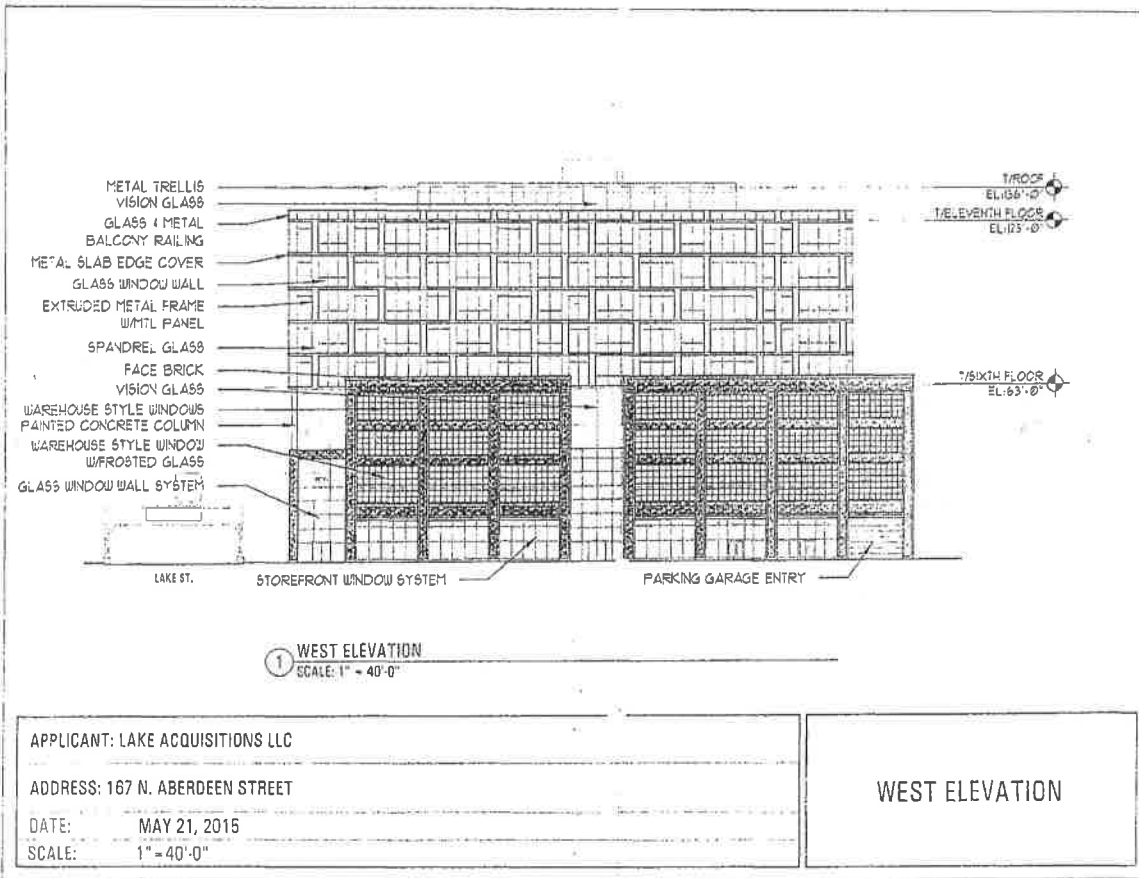 METAL TRELLIS
VISION GLASS
GLASS & METAL
BALCONY RAILING
METAL SLAB EDGE COVER
GLASS WINDOW WALL
EXTRUDED METAL FRAME
W/MTL PANEL
SPANDREL GLASS
FACE BRICK
VISION GLASS
WAREHOUSE STYLE WINDOWS
PAINTED CONCRETE COLUMN
WAREHOUSE STYLE WINDOW
W/FROSTED GLASS
GLASS WINDOW WALL SYSTEM
T/ROOF
EL:136'-0"
T/ELEVENTH FLOOR
EL:125'-0"
T/SIXTH FLOOR
EL:63'-0"
LAKE ST.
STOREFRONT WINDOW SYSTEM
PARKING GARAGE ENTRY
1
WEST ELEVATION
SCALE: 1" = 40'-0"
APPLICANT: LAKE ACQUISITIONS LLC
ADDRESS: 167 N. ABERDEEN STREET
DATE: MAY 21, 2015
SCALE: 1"=40'-0"
WEST ELEVATION